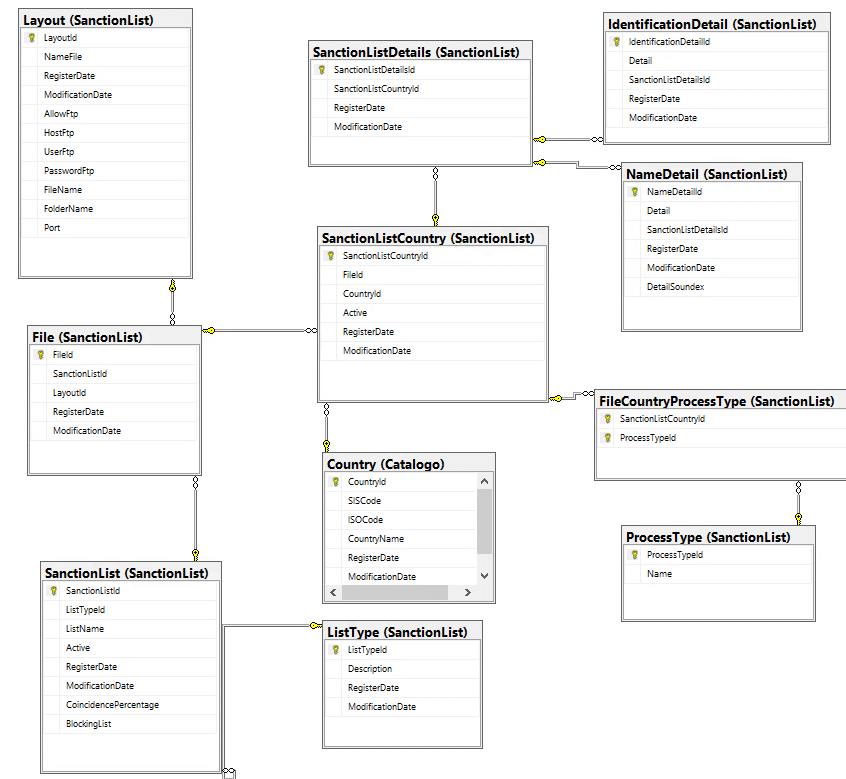 Layout (SanctionList)
LayoutId
NameFile
RegisterDate
ModificationDate
AllowFtp
HostFtp
UserFtp
PasswordFtp
FileName
FolderName
Port
SanctionListDetails (SanctionList)
SanctionListDetailsId
SanctionListCountryId
RegisterDate
ModificationDate
IdentificationDetail (SanctionList)
IdentificationDetailId
Detail
SanctionListDetailsId
RegisterDate
ModificationDate
NameDetail (SanctionList)
NameDetailId
Detail
SanctionListDetailsId
RegisterDate
ModificationDate
DetailSoundex
SanctionListCountry (SanctionList)
SanctionListCountryId
FileId
CountryId
Active
RegisterDate
ModificationDate
File (SanctionList)
FileId
SanctionListId
LayoutId
RegisterDate
ModificationDate
FileCountryProcessType (SanctionList)
SanctionListCountryId
ProcessTypeId
Country (Catalogo)
CountryId
SISCode
ISOCode
CountryName
RegisterDate
ModificationDate
ProcessType (SanctionList)
ProcessTypeId
Name
SanctionList (SanctionList)
SanctionListId
ListTypeId
ListName
Active
RegisterDate
ModificationDate
CoincidencePercentage
BlockingList
ListType (SanctionList)
ListTypeId
Description
RegisterDate
ModificationDate